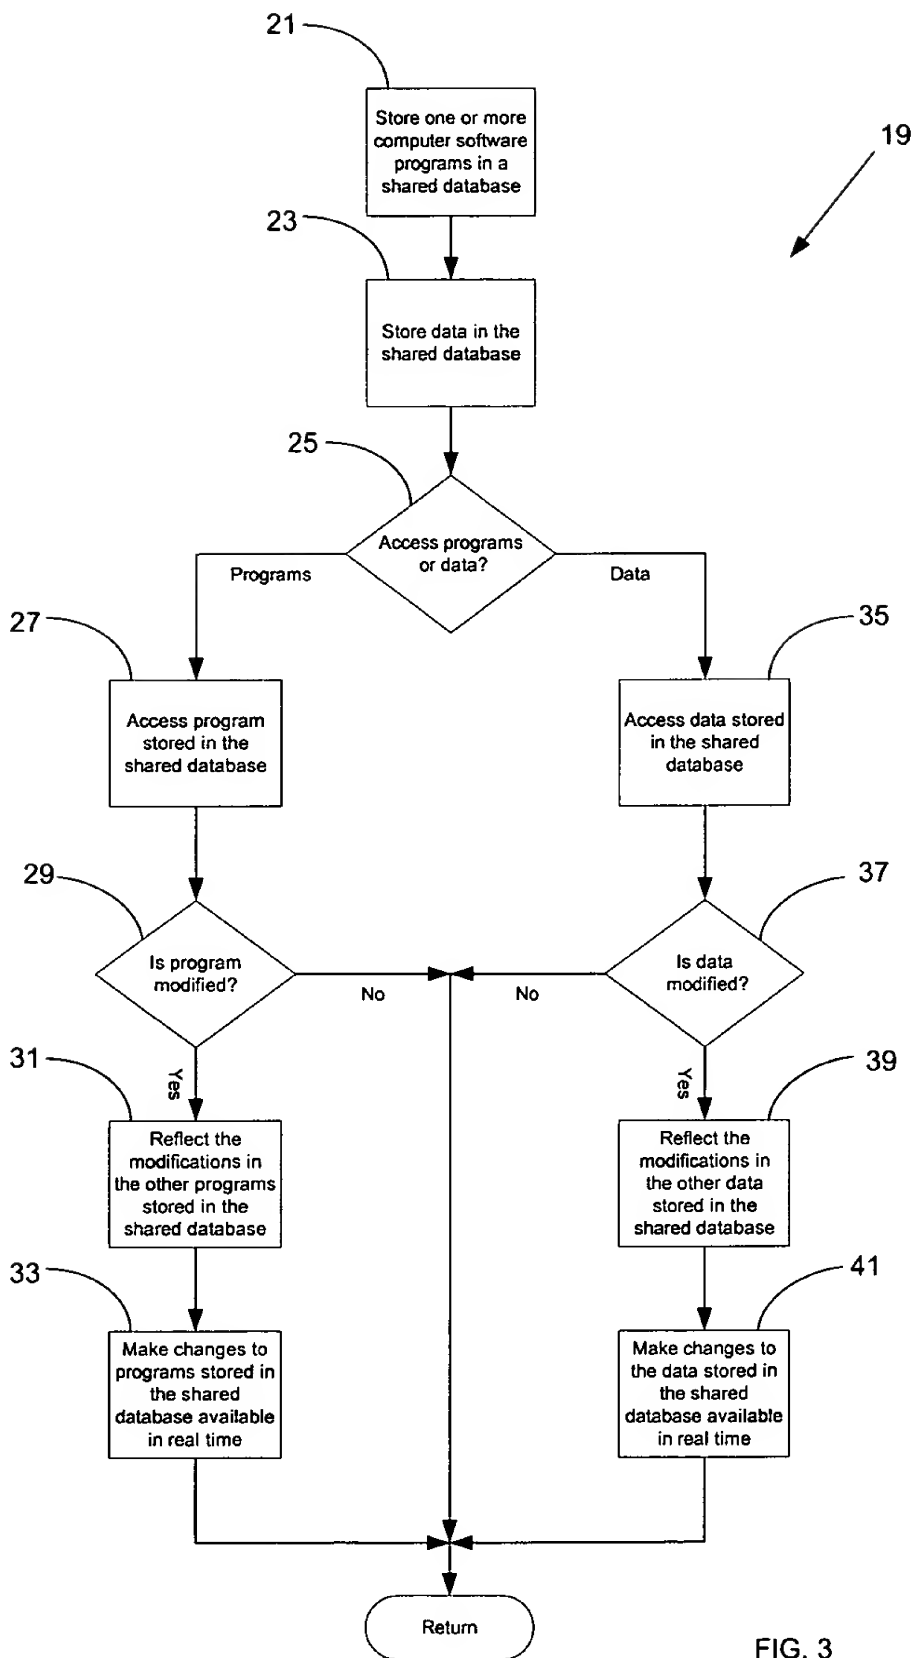 21
Store one or more
computer software
programs in a
shared database
19
23
Store data in the
shared database
25
Access programs
or data?
Programs
Data
27
Access program
stored in the
shared database
35
Access data stored
in the shared
database
29
Is program
modified?
No
37
Is data
modified?
No
31
Yes
Reflect the
modifications in
the other programs
stored in the
shared database
39
Yes
Reflect the
modifications in
the other data
stored in the
shared database
33
Make changes to
programs stored in
the shared
database available
in real time
41
Make changes to
the data stored in
the shared
database available
in real time
Return
FIG. 3